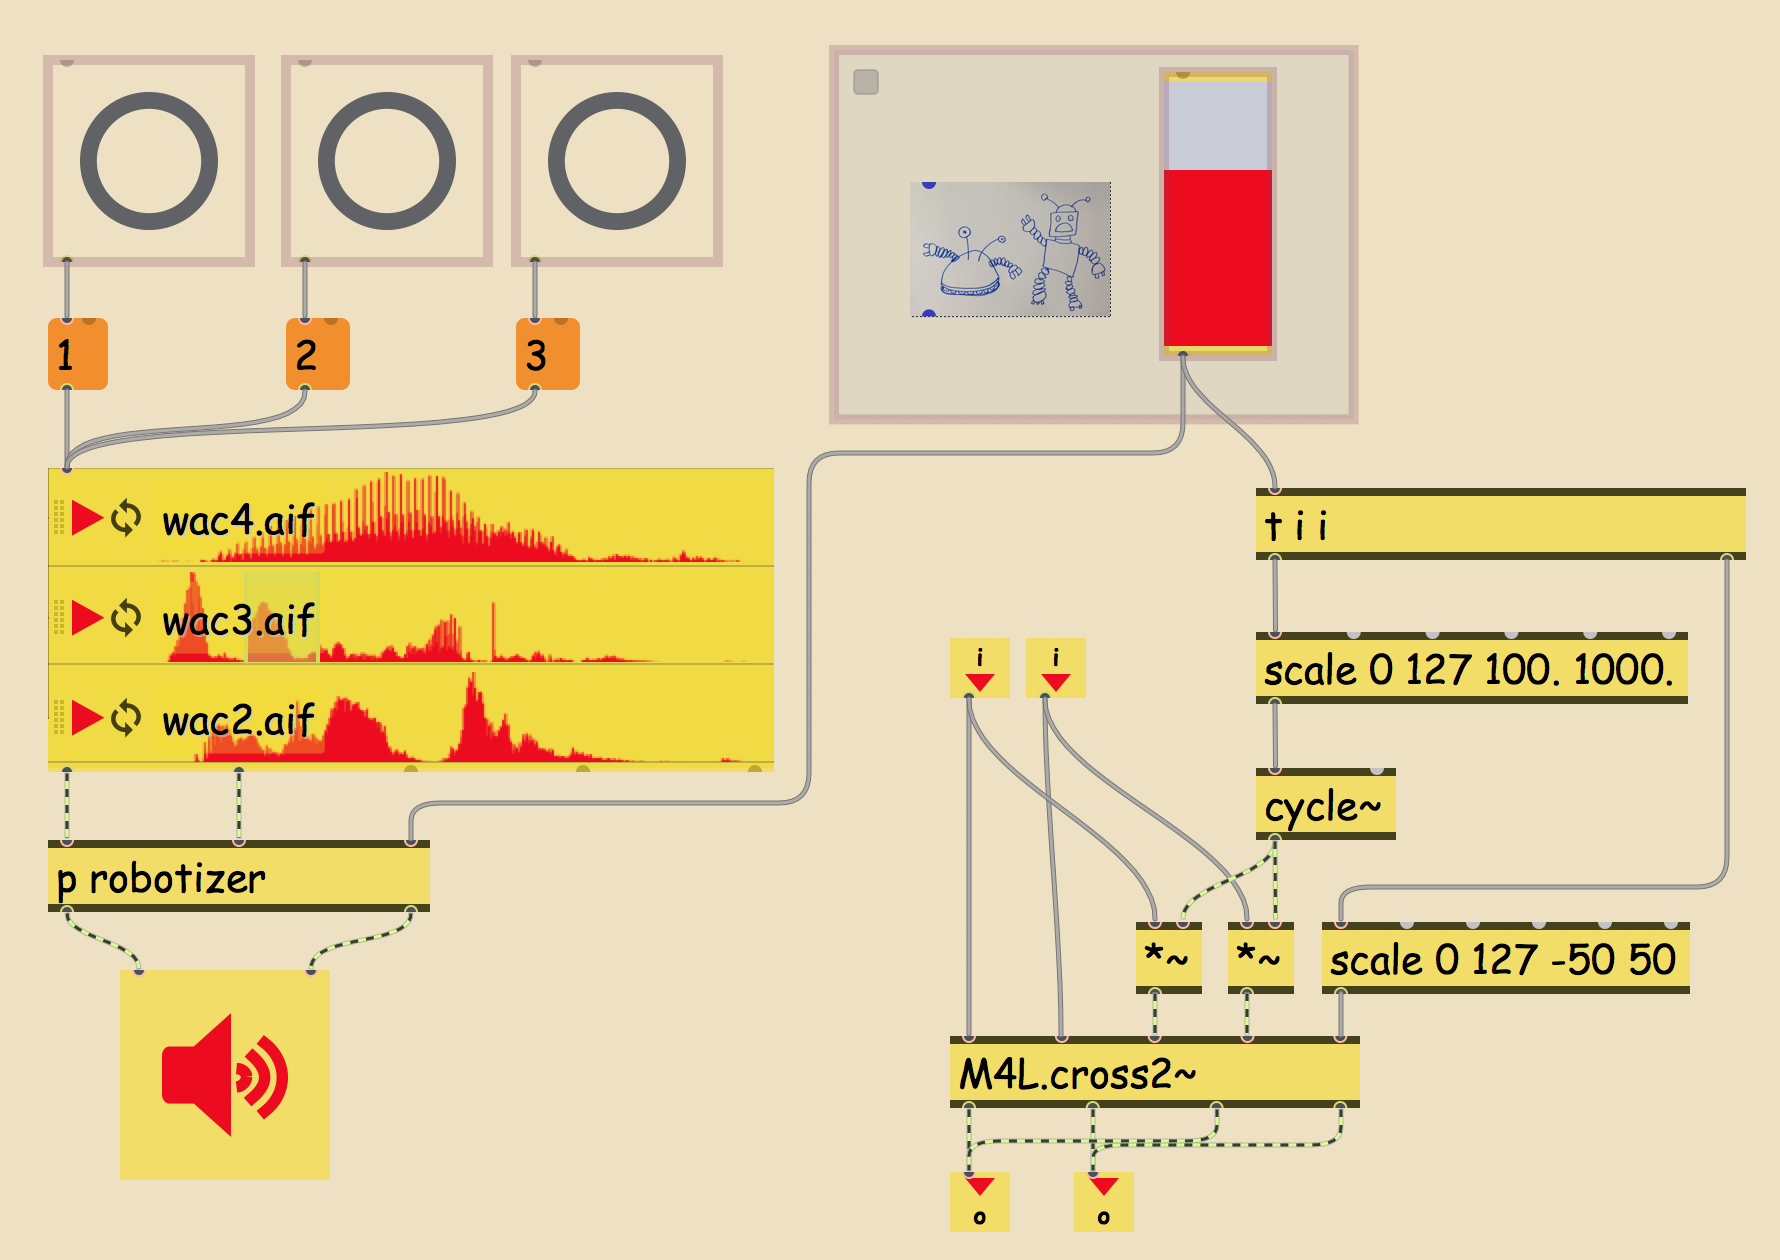 1
2
3
wac4.aif
wac3.aif
wac2.aif
p robotizer
t i i
scale 0 127 100. 1000.
i
i
cycle~
*~
*~
scale 0 127 -50 50
M4L.cross2~
o
o